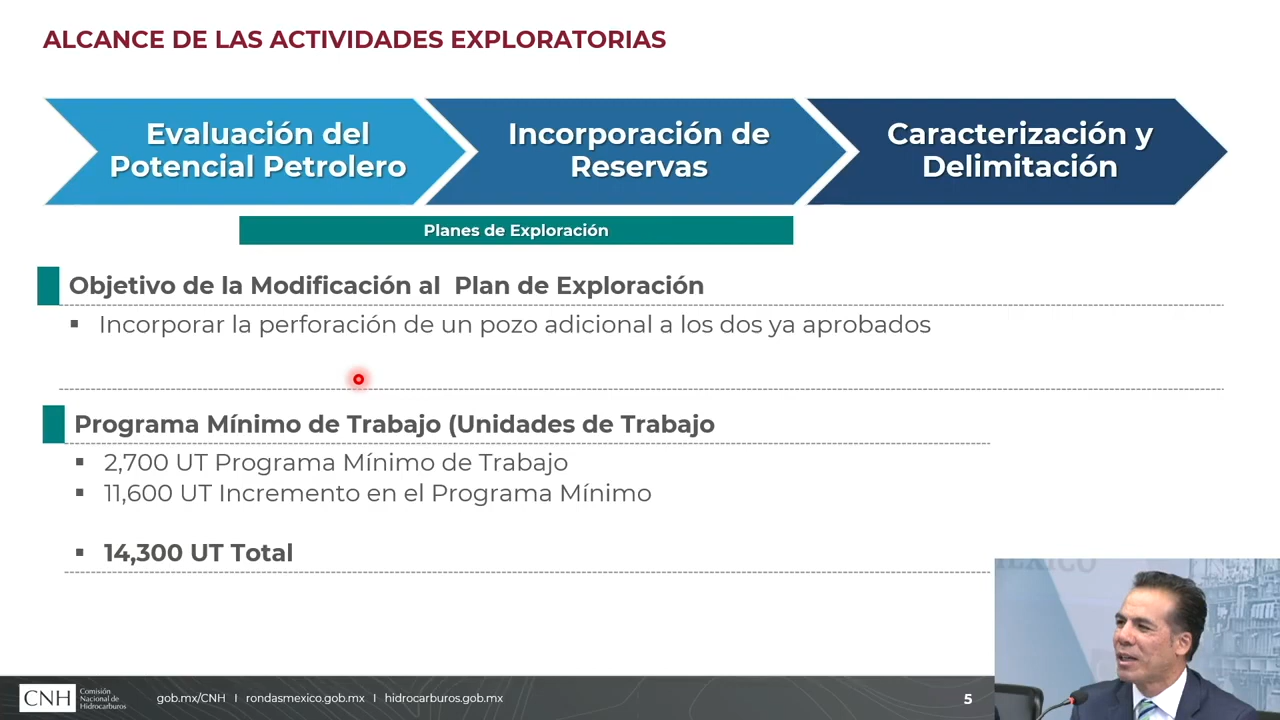 ALCANCE DE LAS ACTIVIDADES EXPLORATORIAS
Evaluación del
Potencial Petrolero
Incorporación de
Reservas
Caracterización y
Delimitación
Planes de Exploración
Objetivo de la Modificación al  Plan de Exploración
▪ Incorporar la perforación de un pozo adicional a los dos ya aprobados
Programa Mínimo de Trabajo (Unidades de Trabajo
▪ 2,700 UT Programa Mínimo de Trabajo
▪ 11,600 UT Incremento en el Programa Mínimo
▪ 14,300 UT Total
MÉXICO
CNH
Comisión
Nacional de
Hidrocarburos
gob.mx/CNH I rondasmexico.gob.mx I hidrocarburos.gob.mx
5